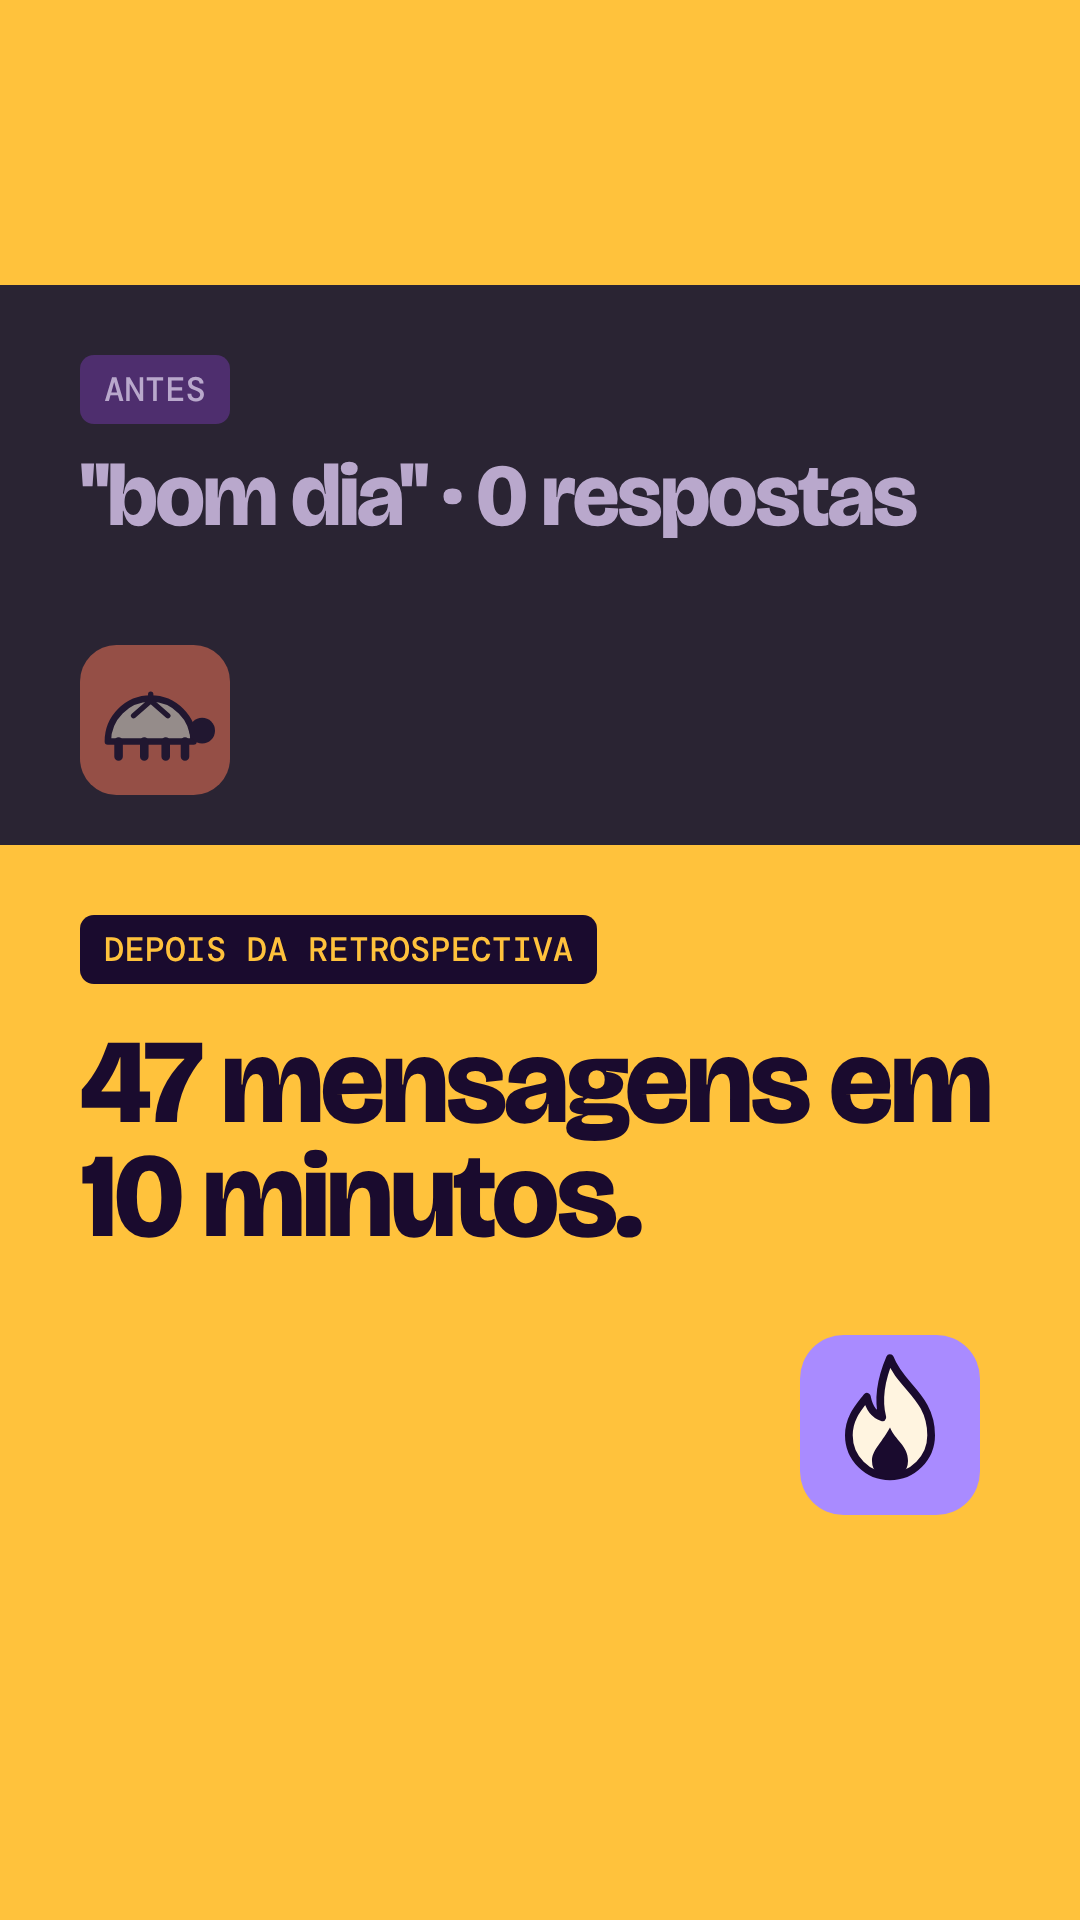 ANTES
"bom dia" · 0 respostas
DEPOIS DA RETROSPECTIVA
47 mensagens em
10 minutos.